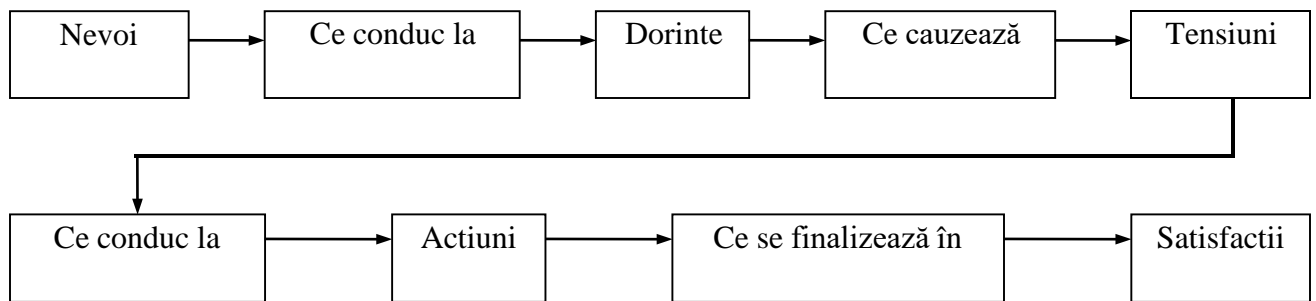 Nevoi
Ce conduc la
Dorinte
Ce cauzează
Tensiuni
Ce conduc la
Actiuni
Ce se finalizează în
Satisfactii